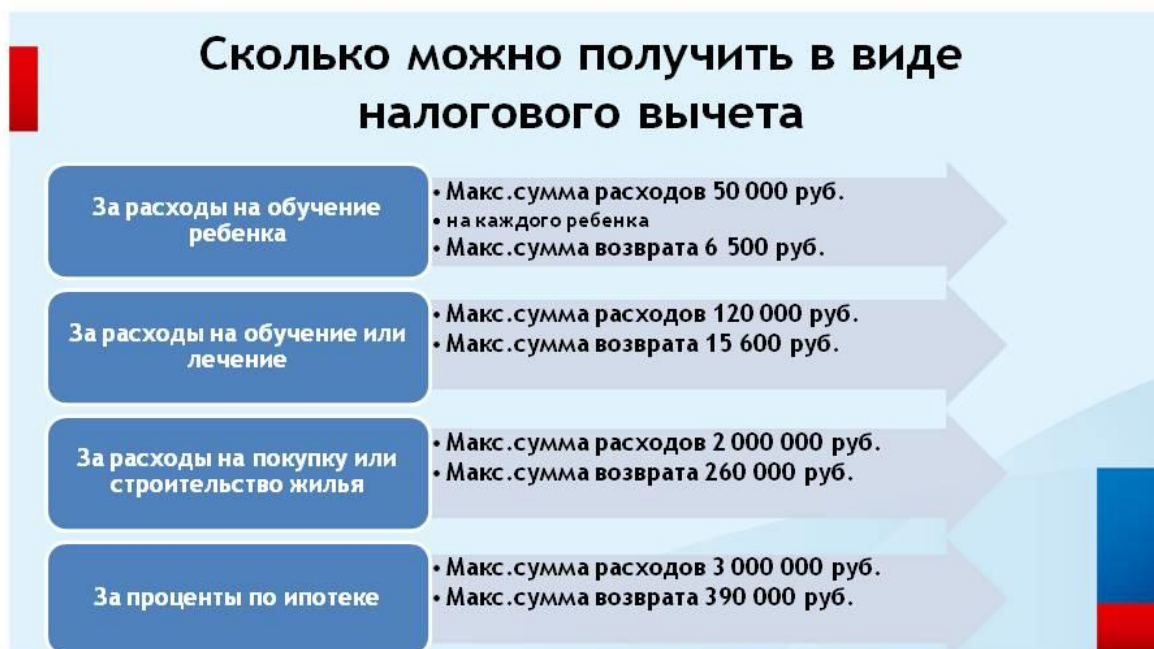 Сколько можно получить в виде
налогового вычета
За расходы на обучение
ребенка
• Макс.сумма расходов 50 000 руб.
• на каждого ребенка
• Макс.сумма возврата 6 500 руб.
За расходы на обучение или
лечение
• Макс.сумма расходов 120 000 руб.
• Макс.сумма возврата 15 600 руб.
За расходы на покупку или
строительство жилья
• Макс.сумма расходов 2 000 000 руб.
• Макс.сумма возврата 260 000 руб.
За проценты по ипотеке
• Макс.сумма расходов 3 000 000 руб.
• Макс.сумма возврата 390 000 руб.